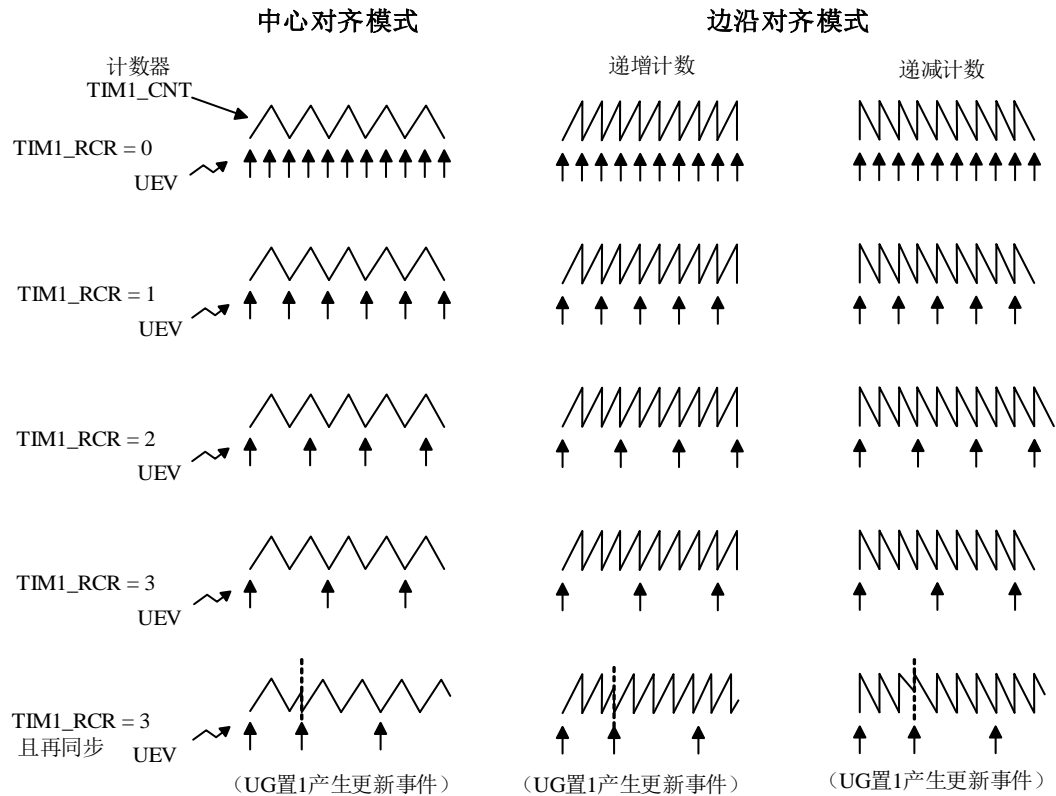 中心对齐模式
边沿对齐模式
计数器
TIM1_CNT
递增计数
递减计数
TIM1_RCR = 0
UEV
TIM1_RCR = 1
UEV
TIM1_RCR = 2
UEV
TIM1_RCR = 3
UEV
TIM1_RCR = 3
且再同步
UEV
（UG置1产生更新事件）
（UG置1产生更新事件）
（UG置1产生更新事件）